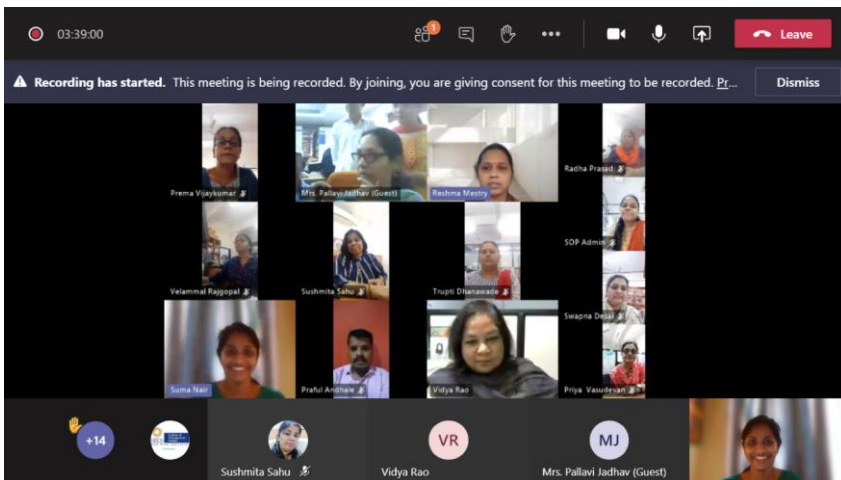 03:39:00
1
Leave
Recording has started. This meeting is being recorded. By joining, you are giving consent for this meeting to be recorded. Pr...
Dismiss
Prema Vijaykumar
Mrs. Pallavi Jadhav (Guest)
Reshma Mestry
Radha Prasad
SOP Admin
Velammal Rajgopal
Sushmita Sahu
Trupti Dhanawade
Swapna Desai
Suma Nair
Praful Andhale
Vidya Rao
Priya Vasudevan
+14
VR
MJ
Sushmita Sahu
Vidya Rao
Mrs. Pallavi Jadhav (Guest)